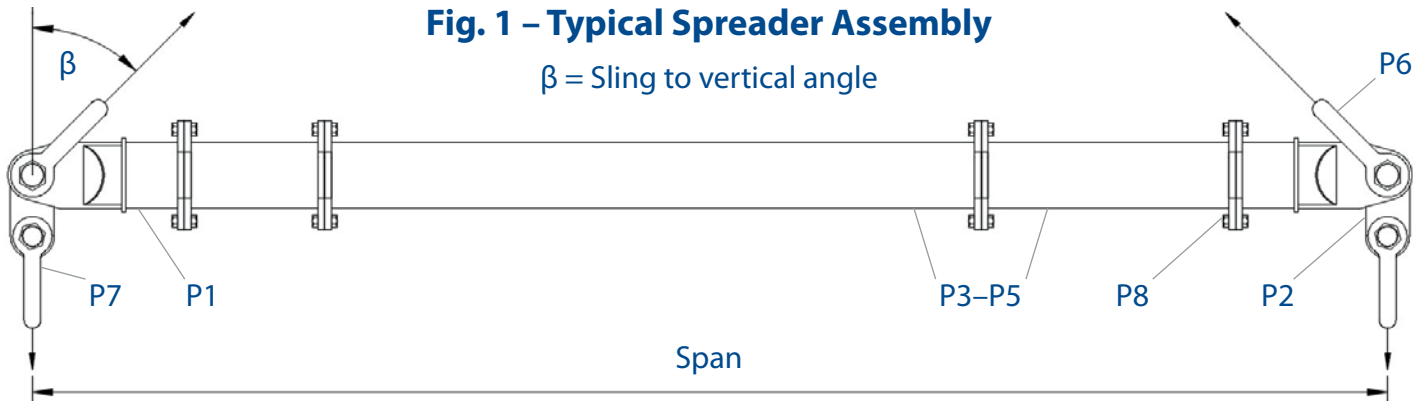 Fig. 1 – Typical Spreader Assembly
β
β = Sling to vertical angle
P6
P7
P1
P3–P5
P8
P2
Span